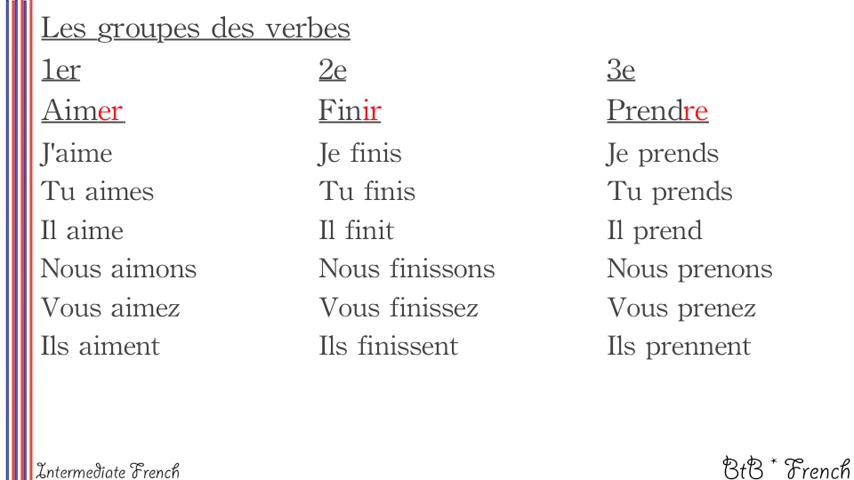 Les groupes des verbes
1er 2e 3e
Aimer Finir Prendre
J'aime Je finis Je prends
Tu aimes Tu finis Tu prends
Il aime Il finit Il prend
Nous aimons Nous finissons Nous prenons
Vous aimez Vous finissez Vous prenez
Ils aiment Ils finissent Ils prennent
Intermediate French BtB * French